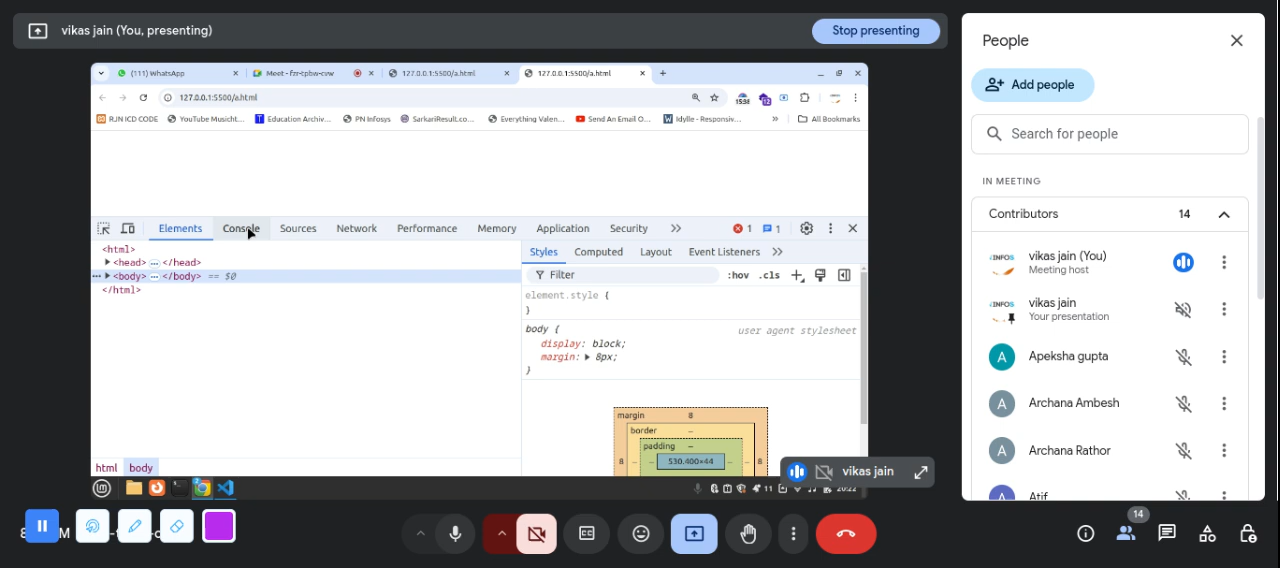 vikas jain (You, presenting)
Stop presenting
(111) WhatsApp
Meet - fzr-tpbw-cvw
127.0.0.1:5500/a.html
127.0.0.1:5500/a.html
127.0.0.1:5500/a.html
RJN ICD CODE
YouTube Musicht...
Education Archiv...
PN Infosys
SarkariResult.co...
Everything Valen...
Send An Email O...
Idylle - Responsiv...
»
All Bookmarks
Elements
Console
Sources
Network
Performance
Memory
Application
Security
»
1
1
<html>
<head> ... </head>
<body> ... </body> == $0
</html>
html body
Styles
Computed
Layout
Event Listeners
»
Filter
:hov .cls
element.style {
}
body {
user agent stylesheet
display: block;
margin: 8px;
}
margin 8
border –
padding –
8 – – 530.400×44 – – 8
vikas jain
People
Add people
Search for people
IN MEETING
Contributors 14
vikas jain (You)
Meeting host
vikas jain
Your presentation
A Apeksha gupta
A Archana Ambesh
A Archana Rathor
A Atif
14